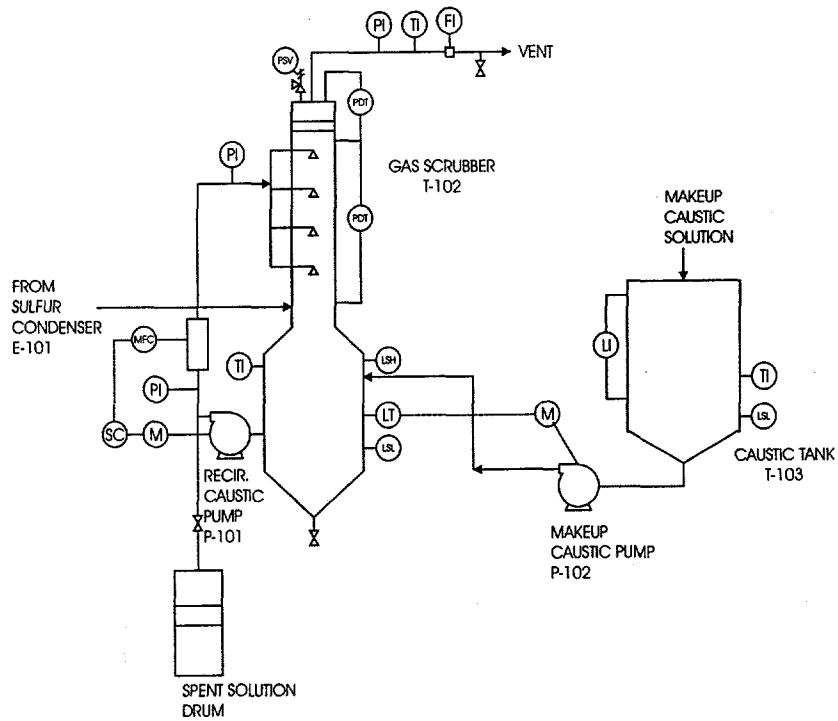 PI
TI
FI
PSV
VENT
PDT
PI
GAS SCRUBBER
T-102
PDT
MAKEUP
CAUSTIC
SOLUTION
FROM
SULFUR
CONDENSER
E-101
MFC
LI
TI
LSH
PI
TI
SC
M
LT
M
LSL
LSL
RECIR.
CAUSTIC
PUMP
P-101
CAUSTIC TANK
T-103
MAKEUP
CAUSTIC PUMP
P-102
SPENT SOLUTION
DRUM